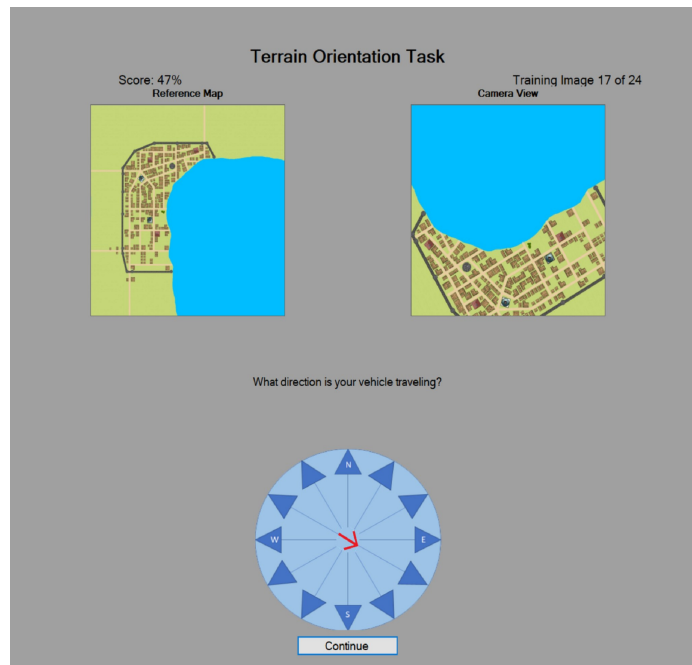 Terrain Orientation Task
Score: 47%
Training Image 17 of 24
Reference Map
Camera View
What direction is your vehicle traveling?
N
W
E
S
Continue